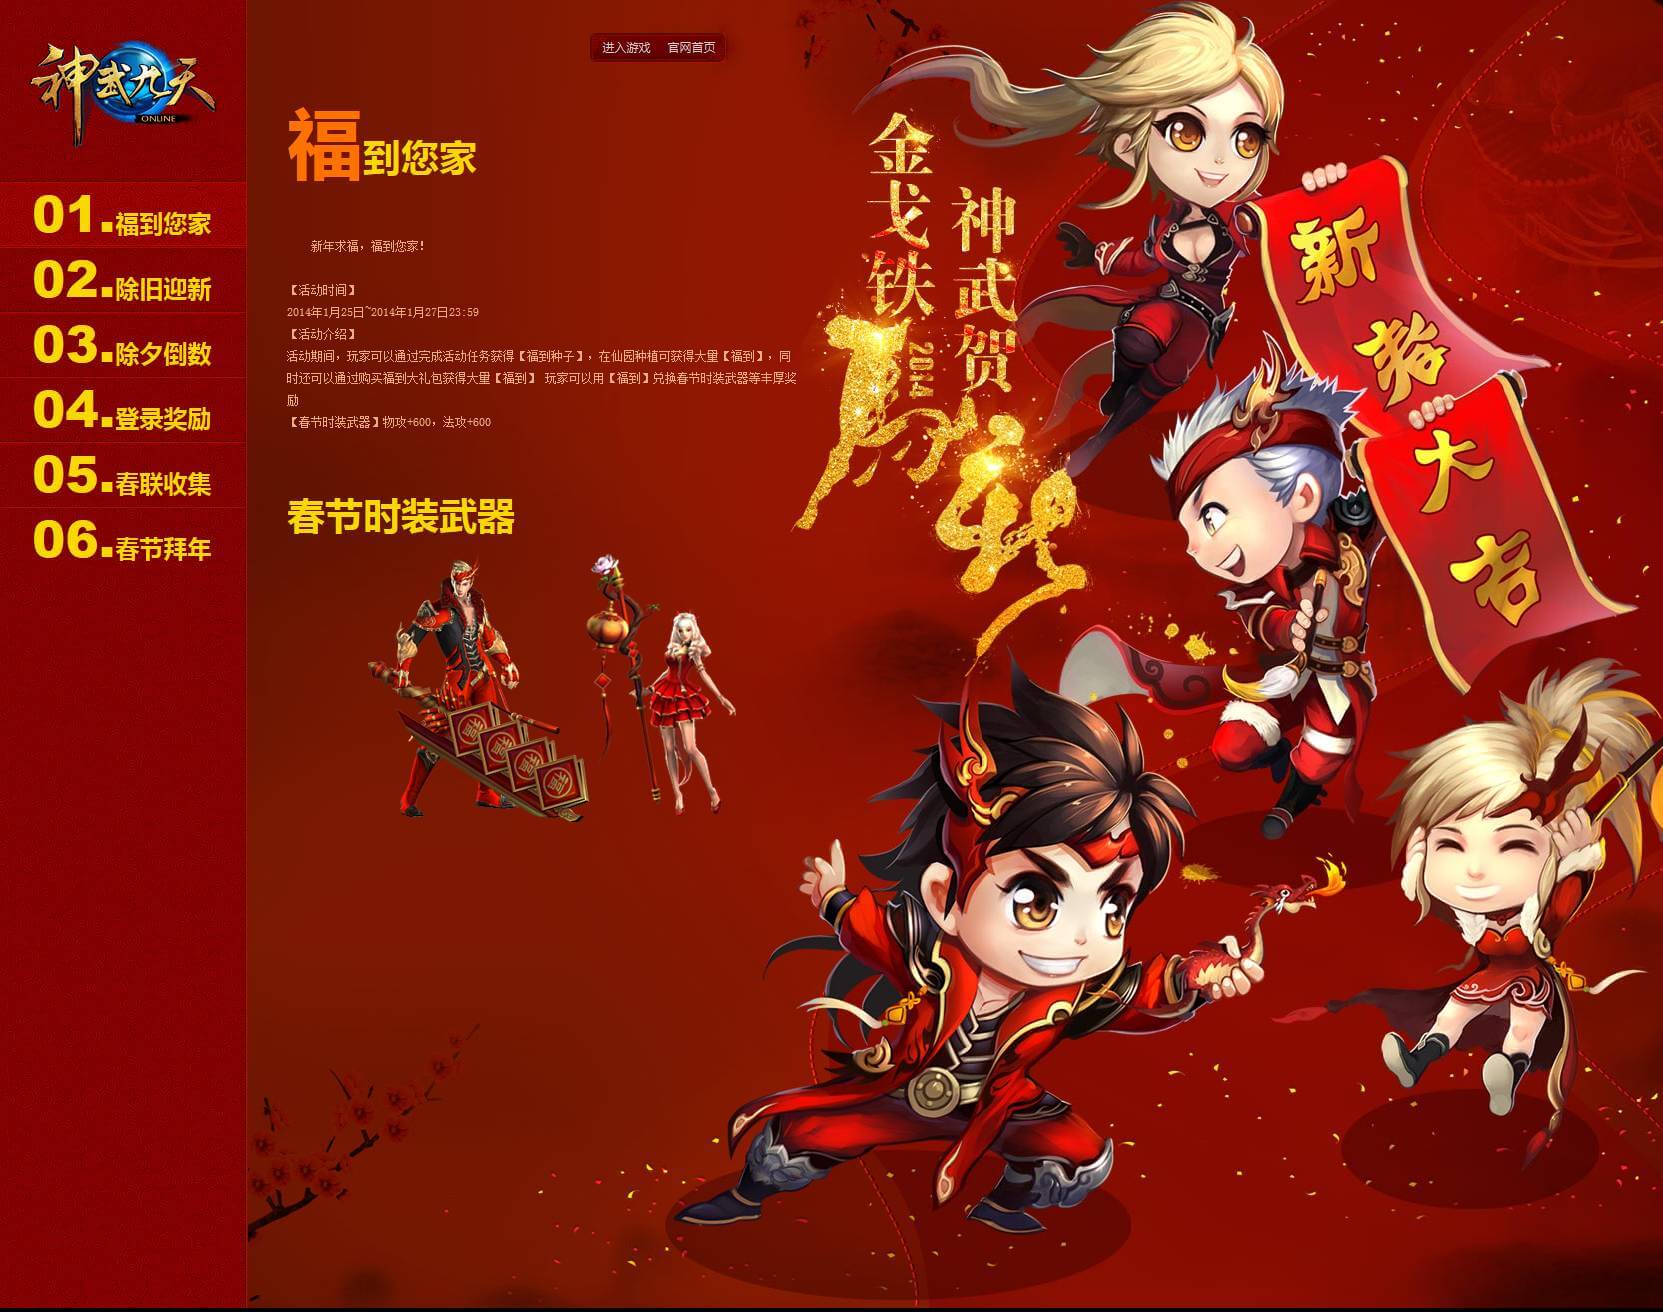 神武九天
ONLINE
进入游戏 官网首页
01.福到您家
02.除旧迎新
03.除夕倒数
04.登录奖励
05.春联收集
06.春节拜年
福到您家
新年求福，福到您家！
【活动时间】
2014年1月25日~2014年1月27日23:59
【活动介绍】
活动期间，玩家可以通过完成活动任务获得【福到种子】，在仙园种植可获得大量【福到】，同
时还可以通过购买福到大礼包获得大量【福到】 玩家可以用【福到】兑换春节时装武器等丰厚奖
励
【春节时装武器】物攻+600，法攻+600
春节时装武器
神武贺
2014
金戈铁
马
新
大吉
福
福
福
福